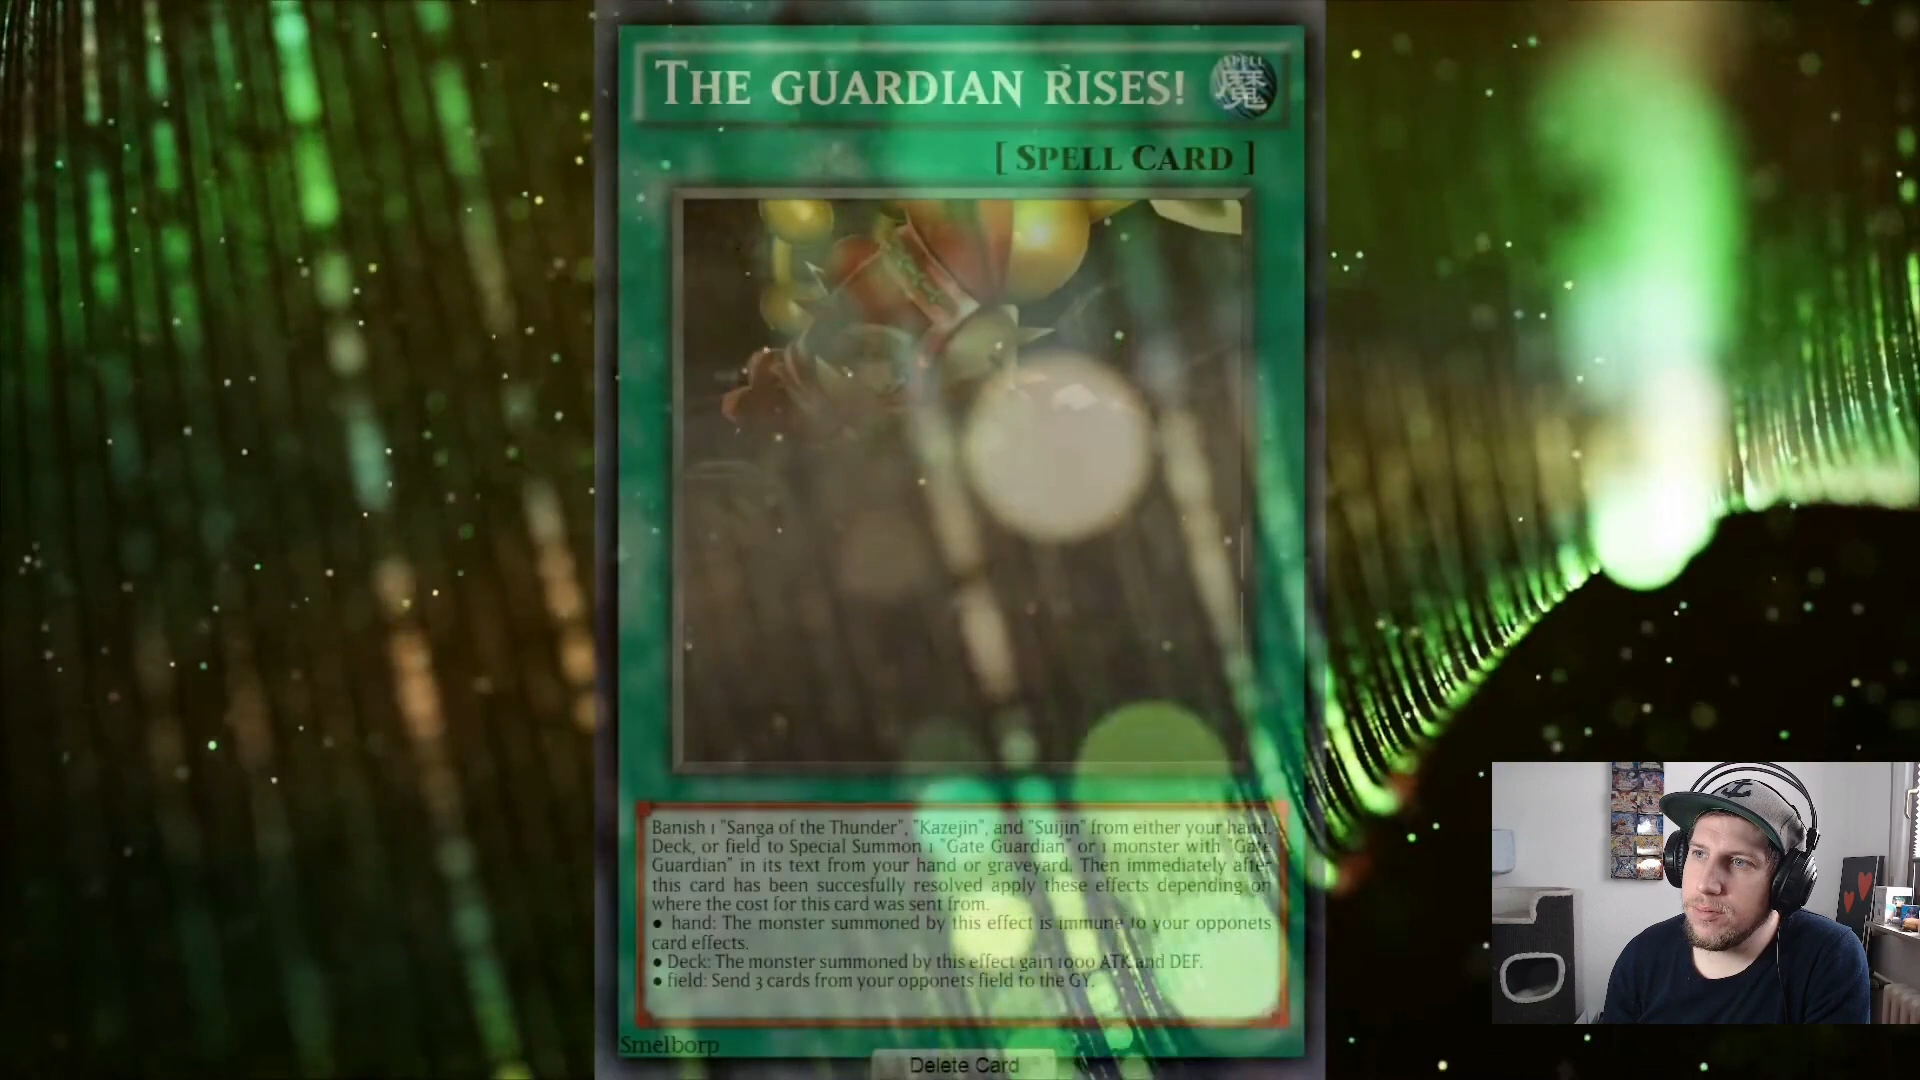 THE GUARDIAN RISES!
SPELL
魔
[ SPELL CARD ]
Banish 1 "Sanga of the Thunder", "Kazejin", and "Suijin" from either your hand,
Deck, or field to Special Summon 1 "Gate Guardian" or 1 monster with "Gate
Guardian" in its text from your hand or graveyard. Then immediately after
this card has been succesfully resolved apply these effects depending on
where the cost for this card was sent from.
● hand: The monster summoned by this effect is immune to your opponets
card effects.
● Deck: The monster summoned by this effect gain 1000 ATK and DEF.
● field: Send 3 cards from your opponets field to the GY.
Smelborp
Delete Card